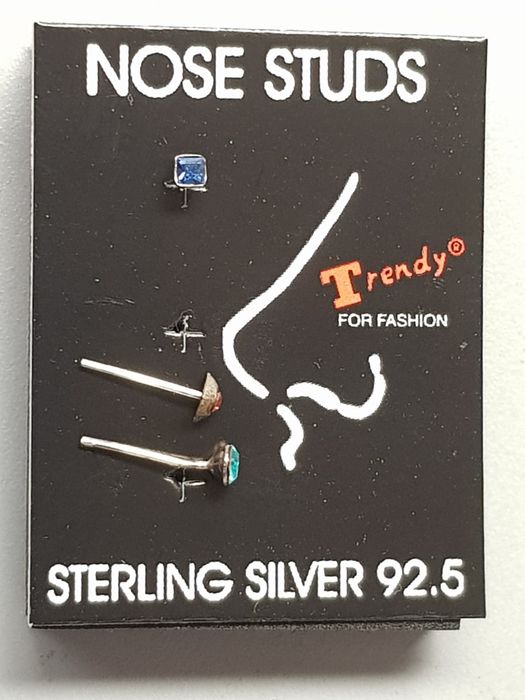 NOSE STUDS
Trendy®
FOR FASHION
STERLING SILVER 92.5